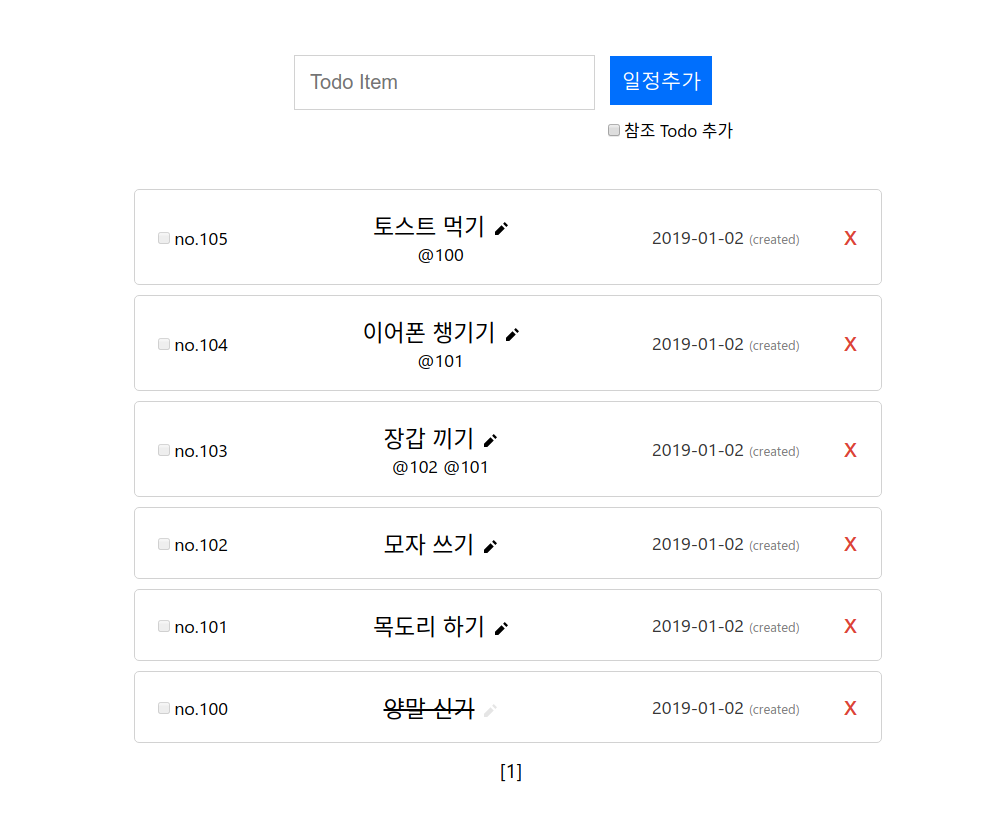 Todo Item
일정추가
참조 Todo 추가
no.105 토스트 먹기 2019-01-02 (created) X
@100
no.104 이어폰 챙기기 2019-01-02 (created) X
@101
no.103 장갑 끼기 2019-01-02 (created) X
@102 @101
no.102 모자 쓰기 2019-01-02 (created) X
no.101 목도리 하기 2019-01-02 (created) X
no.100 양말 신기 2019-01-02 (created) X
[1]